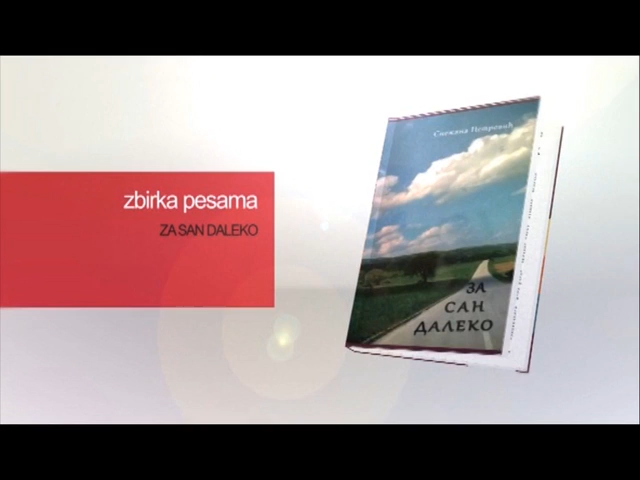 zbirka pesama
ZA SAN DALEKO
Снежана Петровић
ЗА
САН
ДАЛЕКО